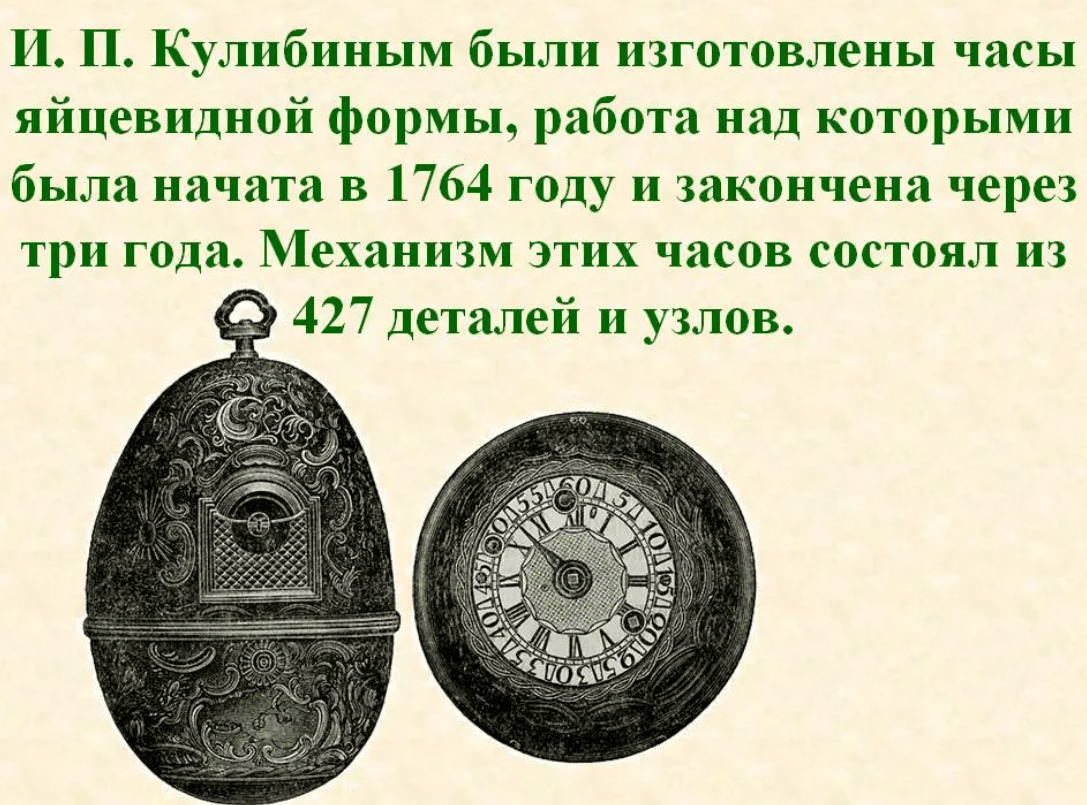 И. П. Кулибиным были изготовлены часы
яйцевидной формы, работа над которыми
была начата в 1764 году и закончена через
три года. Механизм этих часов состоял из
427 деталей и узлов.